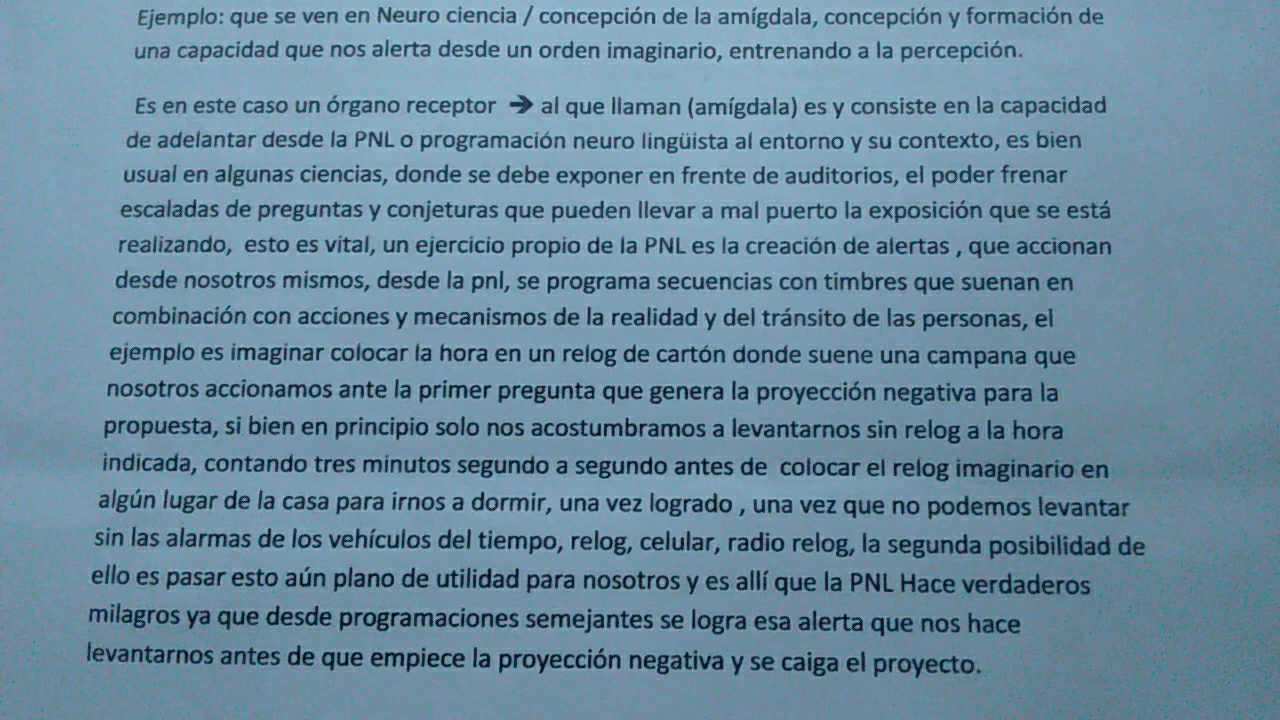 Ejemplo: que se ven en Neuro ciencia / concepción de la amígdala, concepción y formación de
una capacidad que nos alerta desde un orden imaginario, entrenando a la percepción.
Es en este caso un órgano receptor ➔ al que llaman (amígdala) es y consiste en la capacidad
de adelantar desde la PNL o programación neuro lingüista al entorno y su contexto, es bien
usual en algunas ciencias, donde se debe exponer en frente de auditorios, el poder frenar
escaladas de preguntas y conjeturas que pueden llevar a mal puerto la exposición que se está
realizando, esto es vital, un ejercicio propio de la PNL es la creación de alertas , que accionan
desde nosotros mismos, desde la pnl, se programa secuencias con timbres que suenan en
combinación con acciones y mecanismos de la realidad y del tránsito de las personas, el
ejemplo es imaginar colocar la hora en un relog de cartón donde suene una campana que
nosotros accionamos ante la primer pregunta que genera la proyección negativa para la
propuesta, si bien en principio solo nos acostumbramos a levantarnos sin relog a la hora
indicada, contando tres minutos segundo a segundo antes de colocar el relog imaginario en
algún lugar de la casa para irnos a dormir, una vez logrado , una vez que no podemos levantar
sin las alarmas de los vehículos del tiempo, relog, celular, radio relog, la segunda posibilidad de
ello es pasar esto aún plano de utilidad para nosotros y es allí que la PNL Hace verdaderos
milagros ya que desde programaciones semejantes se logra esa alerta que nos hace
levantarnos antes de que empiece la proyección negativa y se caiga el proyecto.